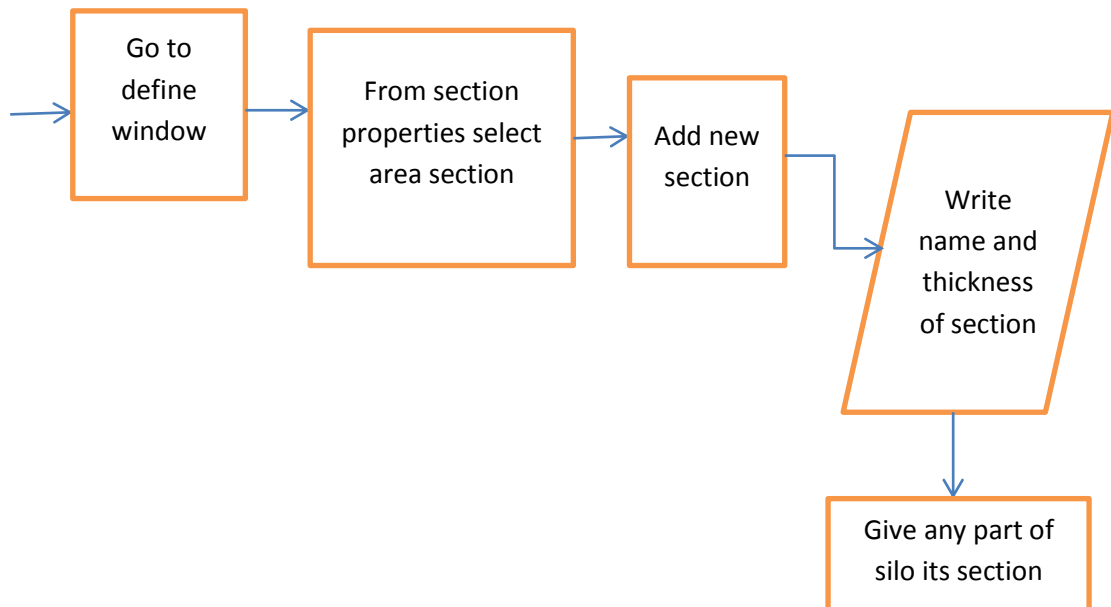 Go to
define
window
From section
properties select
area section
Add new
section
Write
name and
thickness
of section
Give any part of
silo its section